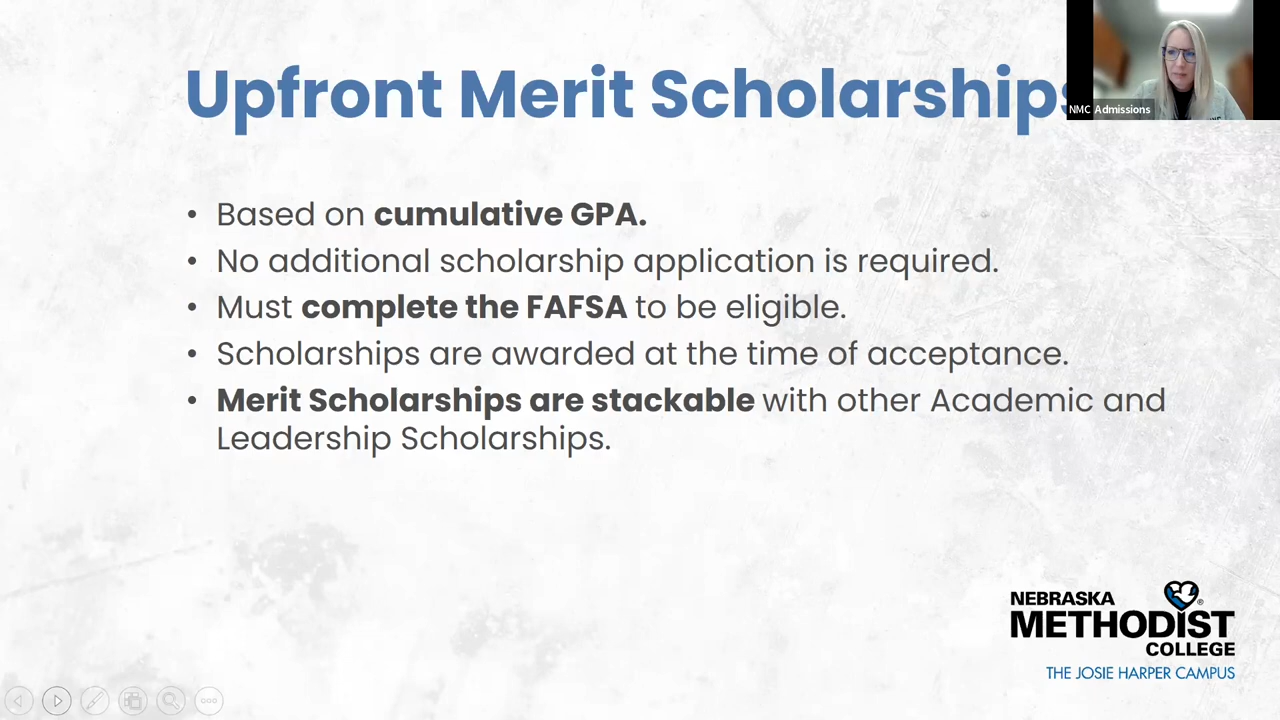 Upfront Merit Scholarships
NMC Admissions
• Based on cumulative GPA.
• No additional scholarship application is required.
• Must complete the FAFSA to be eligible.
• Scholarships are awarded at the time of acceptance.
• Merit Scholarships are stackable with other Academic and
Leadership Scholarships.
NEBRASKA
METHODIST
COLLEGE
THE JOSIE HARPER CAMPUS